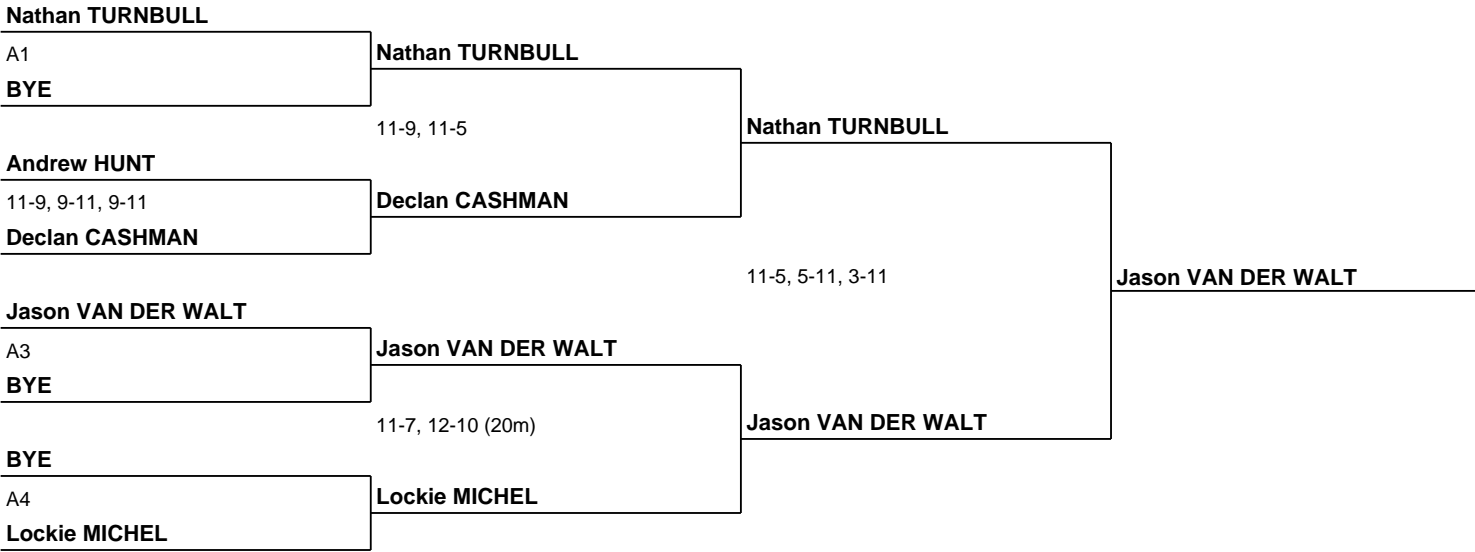 Nathan TURNBULL
A1
BYE
Nathan TURNBULL
11-9, 11-5
Nathan TURNBULL
Andrew HUNT
11-9, 9-11, 9-11
Declan CASHMAN
Declan CASHMAN
11-5, 5-11, 3-11
Jason VAN DER WALT
Jason VAN DER WALT
A3
BYE
Jason VAN DER WALT
11-7, 12-10 (20m)
Jason VAN DER WALT
BYE
A4
Lockie MICHEL
Lockie MICHEL